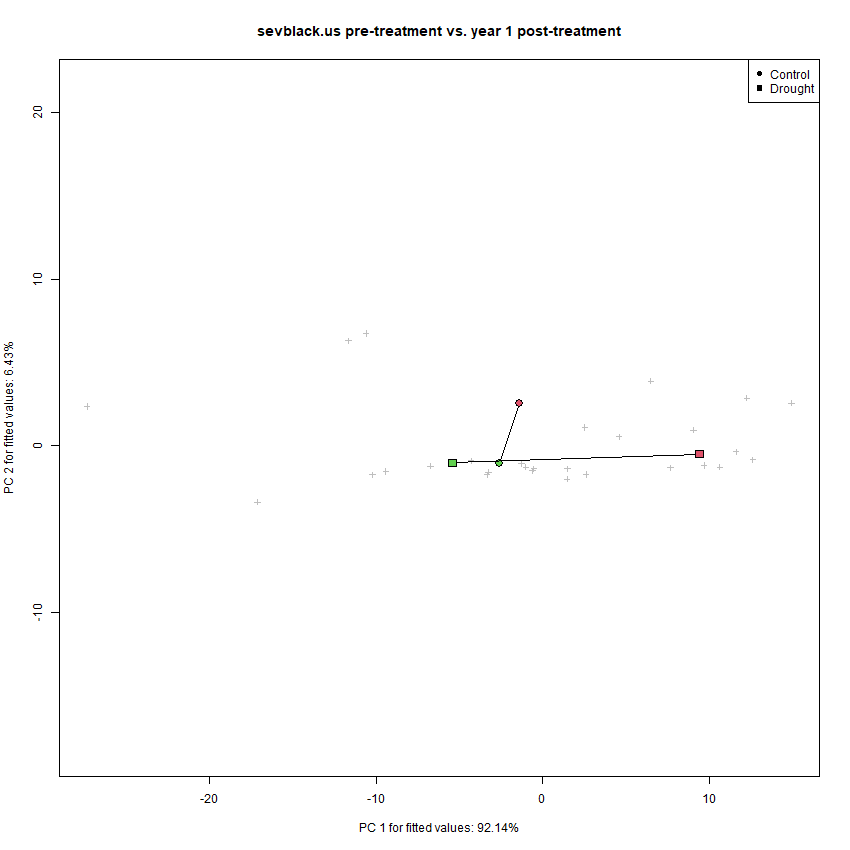 sevblack.us pre-treatment vs. year 1 post-treatment
Control
Drought
20
10
0
-10
PC 2 for fitted values: 6.43%
-20
-10
0
10
PC 1 for fitted values: 92.14%